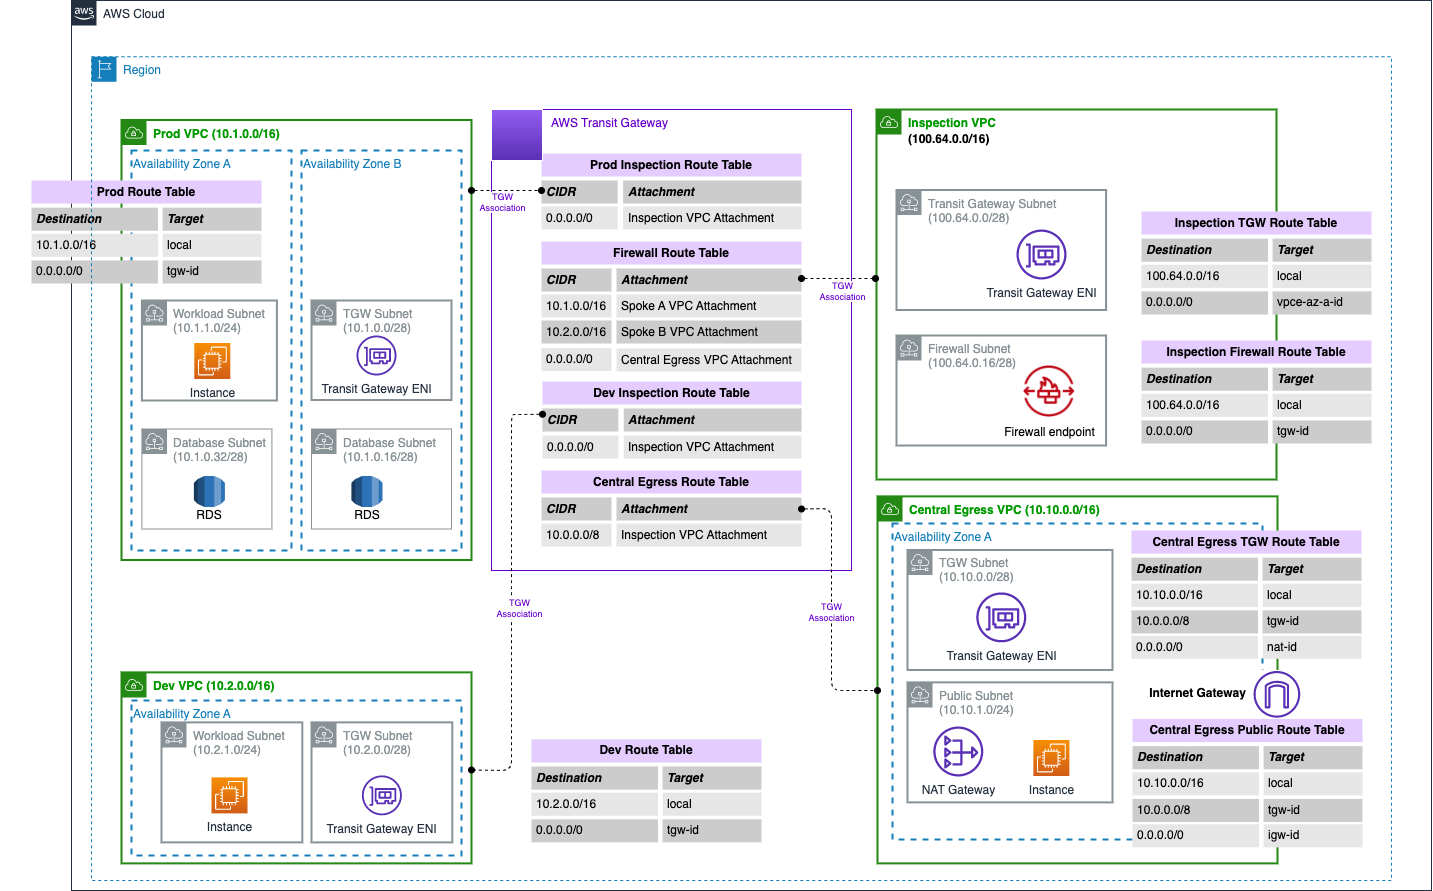 aws
AWS Cloud
Region
Prod VPC (10.1.0.0/16)
Availability Zone A
Availability Zone B
Prod Route Table
Destination Target
10.1.0.0/16 local
0.0.0.0/0 tgw-id
Workload Subnet
(10.1.1.0/24)
Instance
TGW Subnet
(10.1.0.0/28)
Transit Gateway ENI
Database Subnet
(10.1.0.32/28)
RDS
Database Subnet
(10.1.0.16/28)
RDS
TGW
Association
AWS Transit Gateway
Prod Inspection Route Table
CIDR Attachment
0.0.0.0/0 Inspection VPC Attachment
Firewall Route Table
CIDR Attachment
10.1.0.0/16 Spoke A VPC Attachment
10.2.0.0/16 Spoke B VPC Attachment
0.0.0.0/0 Central Egress VPC Attachment
Dev Inspection Route Table
CIDR Attachment
0.0.0.0/0 Inspection VPC Attachment
Central Egress Route Table
CIDR Attachment
10.0.0.0/8 Inspection VPC Attachment
TGW
Association
TGW
Association
TGW
Association
Inspection VPC
(100.64.0.0/16)
Transit Gateway Subnet
(100.64.0.0/28)
Transit Gateway ENI
Firewall Subnet
(100.64.0.16/28)
Firewall endpoint
Inspection TGW Route Table
Destination Target
100.64.0.0/16 local
0.0.0.0/0 vpce-az-a-id
Inspection Firewall Route Table
Destination Target
100.64.0.0/16 local
0.0.0.0/0 tgw-id
Central Egress VPC (10.10.0.0/16)
Availability Zone A
TGW Subnet
(10.10.0.0/28)
Transit Gateway ENI
Public Subnet
(10.10.1.0/24)
NAT Gateway
Instance
Central Egress TGW Route Table
Destination Target
10.10.0.0/16 local
10.0.0.0/8 tgw-id
0.0.0.0/0 nat-id
Internet Gateway
Central Egress Public Route Table
Destination Target
10.10.0.0/16 local
10.0.0.0/8 tgw-id
0.0.0.0/0 igw-id
Dev VPC (10.2.0.0/16)
Availability Zone A
Workload Subnet
(10.2.1.0/24)
Instance
TGW Subnet
(10.2.0.0/28)
Transit Gateway ENI
Dev Route Table
Destination Target
10.2.0.0/16 local
0.0.0.0/0 tgw-id